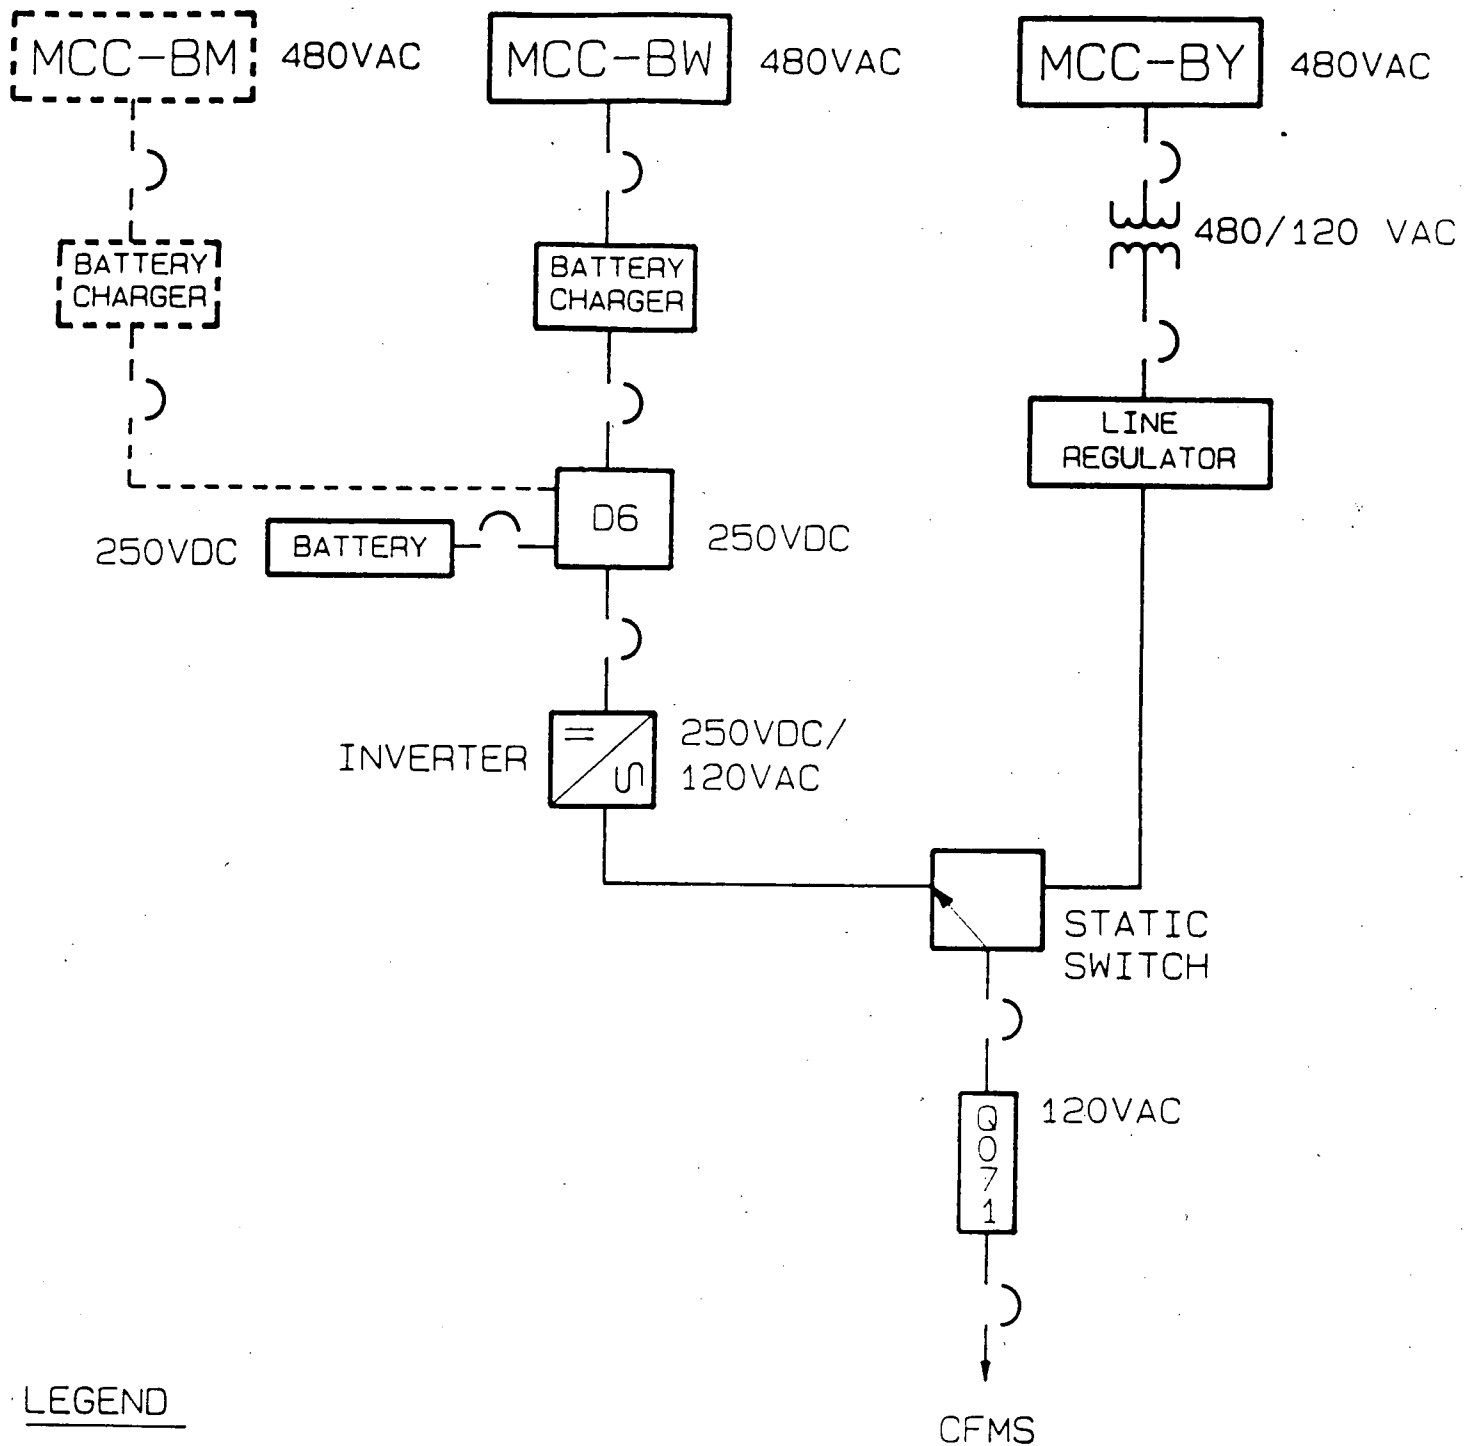 MCC-BM 480VAC
MCC-BW 480VAC
MCC-BY 480VAC
480/120 VAC
BATTERY
CHARGER
BATTERY
CHARGER
LINE
REGULATOR
D6
250VDC
250VDC
BATTERY
INVERTER
250VDC/
120VAC
STATIC
SWITCH
Q071
120VAC
LEGEND
CFMS